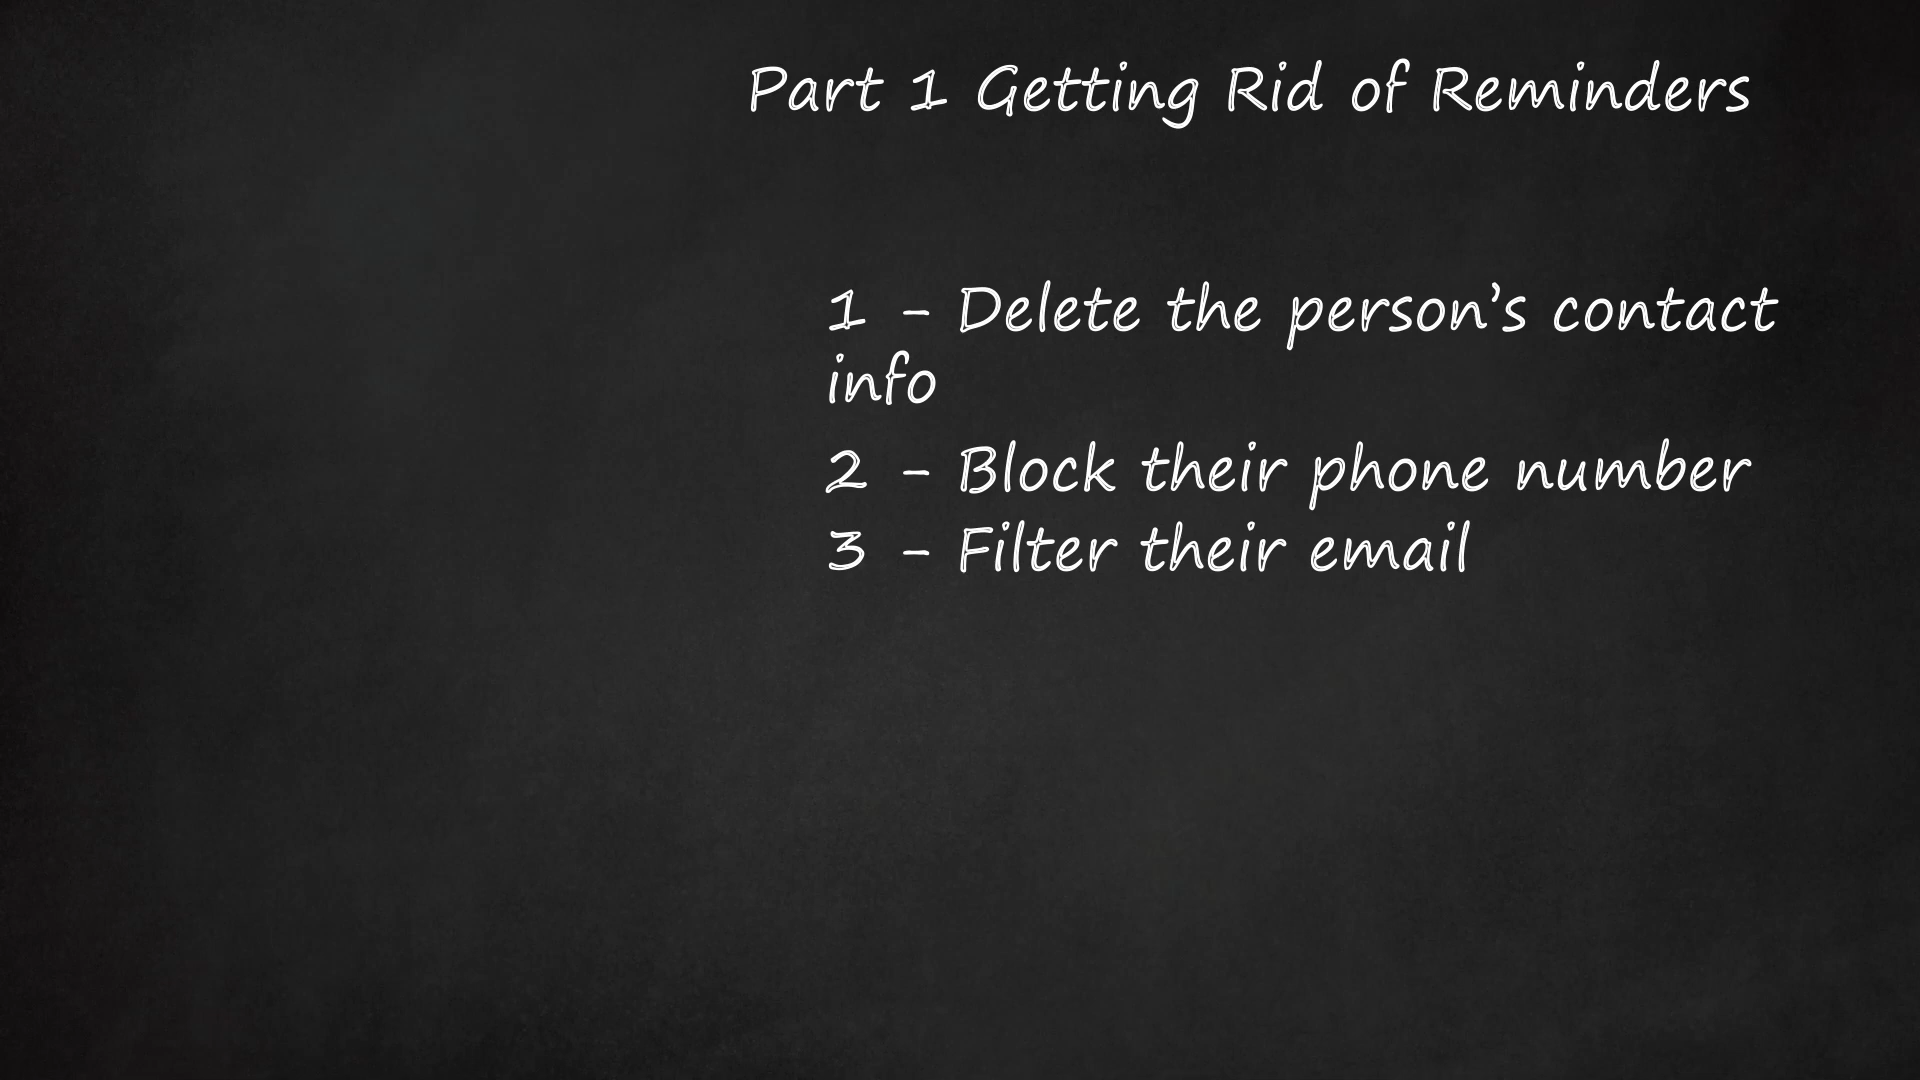 Part 1 Getting Rid of Reminders
1 - Delete the person’s contact
info
2 - Block their phone number
3 - Filter their email